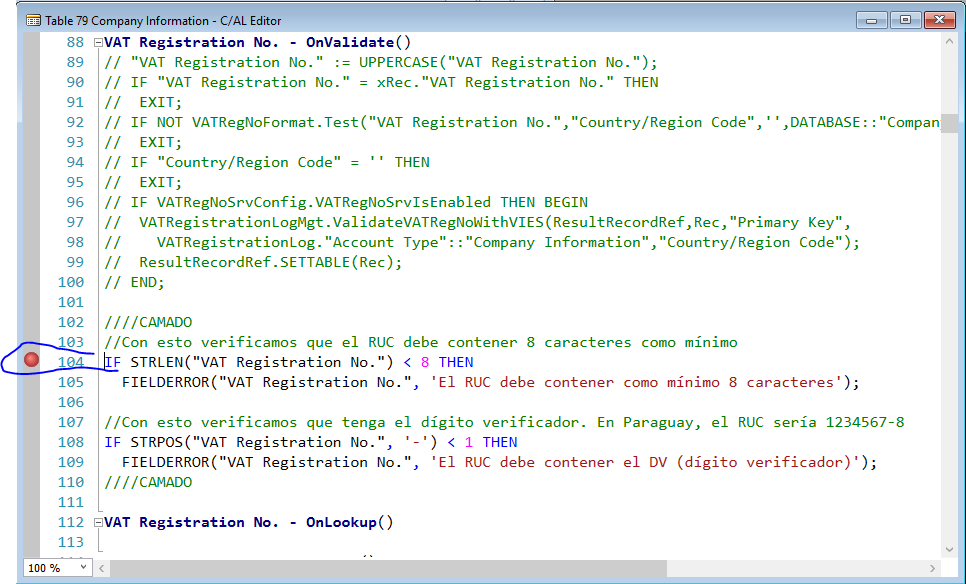 Table 79 Company Information - C/AL Editor
88 VAT Registration No. - OnValidate()
89 // "VAT Registration No." := UPPERCASE("VAT Registration No.");
90 // IF "VAT Registration No." = xRec."VAT Registration No." THEN
91 //  EXIT;
92 // IF NOT VATRegNoFormat.Test("VAT Registration No.","Country/Region Code",'',DATABASE::"Compan
93 //  EXIT;
94 // IF "Country/Region Code" = '' THEN
95 //  EXIT;
96 // IF VATRegNoSrvConfig.VATRegNoSrvIsEnabled THEN BEGIN
97 //  VATRegistrationLogMgt.ValidateVATRegNoWithVIES(ResultRecordRef,Rec,"Primary Key",
98 //    VATRegistrationLog."Account Type"::"Company Information","Country/Region Code");
99 //  ResultRecordRef.SETTABLE(Rec);
100 // END;
101
102 ////CAMADO
103 //Con esto verificamos que el RUC debe contener 8 caracteres como mínimo
104 IF STRLEN("VAT Registration No.") < 8 THEN
105   FIELDERROR("VAT Registration No.", 'El RUC debe contener como mínimo 8 caracteres');
106
107 //Con esto verificamos que tenga el dígito verificador. En Paraguay, el RUC sería 1234567-8
108 IF STRPOS("VAT Registration No.", '-') < 1 THEN
109   FIELDERROR("VAT Registration No.", 'El RUC debe contener el DV (dígito verificador)');
110 ////CAMADO
111
112 VAT Registration No. - OnLookup()
113
100 %